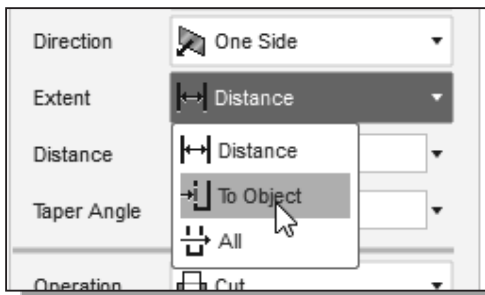 Direction One Side
Extent Distance
Distance Distance
To Object
Taper Angle
All
Operation Cut